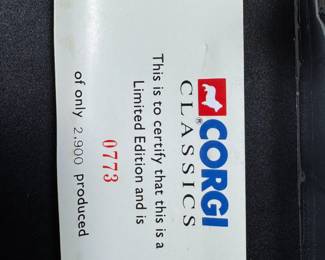 CORGI®
CLASSICS
This is to certify that this is a
Limited Edition and is
0773
of only 2,900 produced